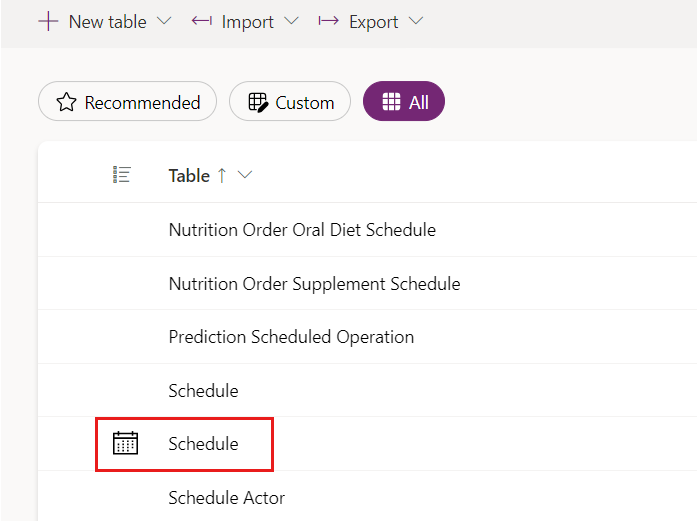 New table Import Export
Recommended Custom All
Table
Nutrition Order Oral Diet Schedule
Nutrition Order Supplement Schedule
Prediction Scheduled Operation
Schedule
Schedule
Schedule Actor